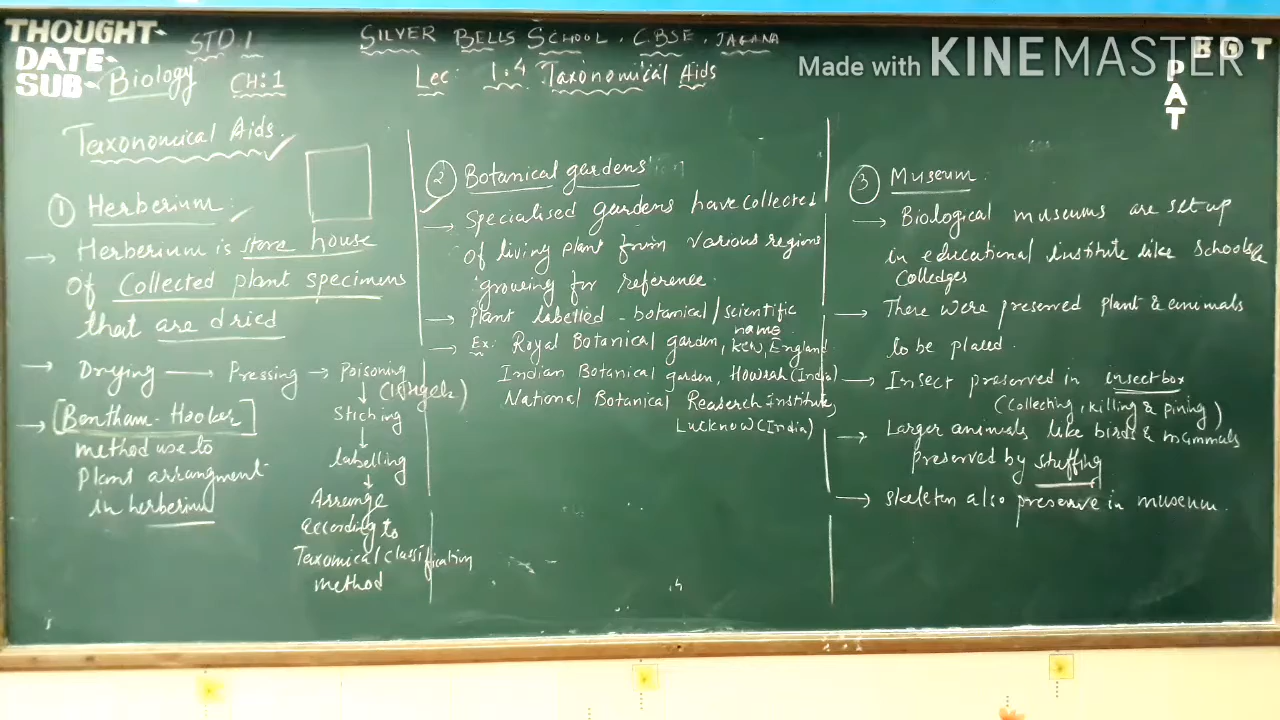 THOUGHT-
DATE-
SUB- Biology
STD 1
CH:1
SILVER BELLS SCHOOL, CBSE, JAGANA
Lec: 1.4 Taxonomical Aids
Made with KINEMASTER
B G T
P
A
T
Taxonomical Aids.
① Herberium:
→ Herberium is store house
of Collected plant specimens
that are dried
→ Drying → Pressing → Poisoning
↓
Stiching
↓
labelling
↓
Arrange
according to
Taxomical classification
method
→ [Bentham-Hooker]
method use to
plant arrangment
in herberium
② Botanical gardens
→ Specialised gardens have collected
of living plant from various regions
growing for reference.
→ Plant labelled - botanical/scientific
name.
→ Ex: Royal Botanical garden, Kew, England
Indian Botanical garden, Howrah (India)
National Botanical Reaserch Institute,
Lucknow (India)
③ Museum.
→ Biological museums are set up
in educational institute like schools &
Colledges
→ There were preserved plant & animals
to be placed.
→ Insect preserved in insect box
(Collecting, killing & pining)
→ Larger animals like birds & mammals
preserved by stuffing
→ Skeleton also preserve in museum.